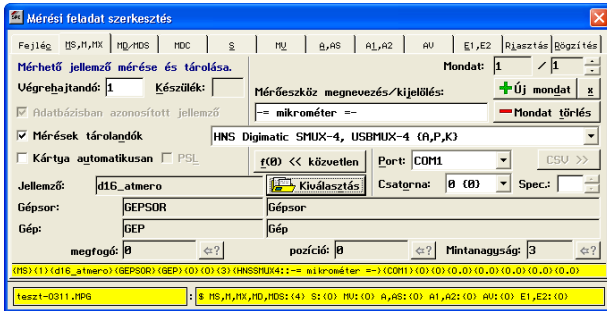 Mérési feladat szerkesztés
Fejléc MS,M,MX MD/MDS MDC S MV A,AS A1,A2 AV E1,E2 Riasztás Rögzítés
Mérhető jellemző mérése és tárolása. Mondat: 1 / 1
Végrehajtandó: 1 Készülék: Mérőeszköz megnevezés/kijelölés: Új mondat x
Adatbázisban azonosított jellemző -= mikrométer =- Mondat törlés
Mérések tárolandók HNS Digimatic SMUX-4, USBMUX-4 (A,P,K)
Kártya automatikusan PSL f(0) << közvetlen Port: COM1 CSV >>
Jellemző: d16_atmero Kiválasztás Csatorna: 0 (0) Spec.:
Gépsor: GEPSOR Gépsor
Gép: GEP Gép
megfogó: 0 <=? pozíció: 0 <=? Mintanagyság: 3 <=?
(MS)(1)(d16_atmero)(GEPSOR)(GEP)(0)(0)(3)(HNSSMUX4::-= mikrométer =-)(COM1)(0)(0)(0.0)(0.0)(0.0)(0.0)
teszt-0311.MPG : $ MS,M,MX,MD,MDS:(4) S:(0) MV:(0) A,AS:(0) A1,A2:(0) AV:(0) E1,E2:(0)